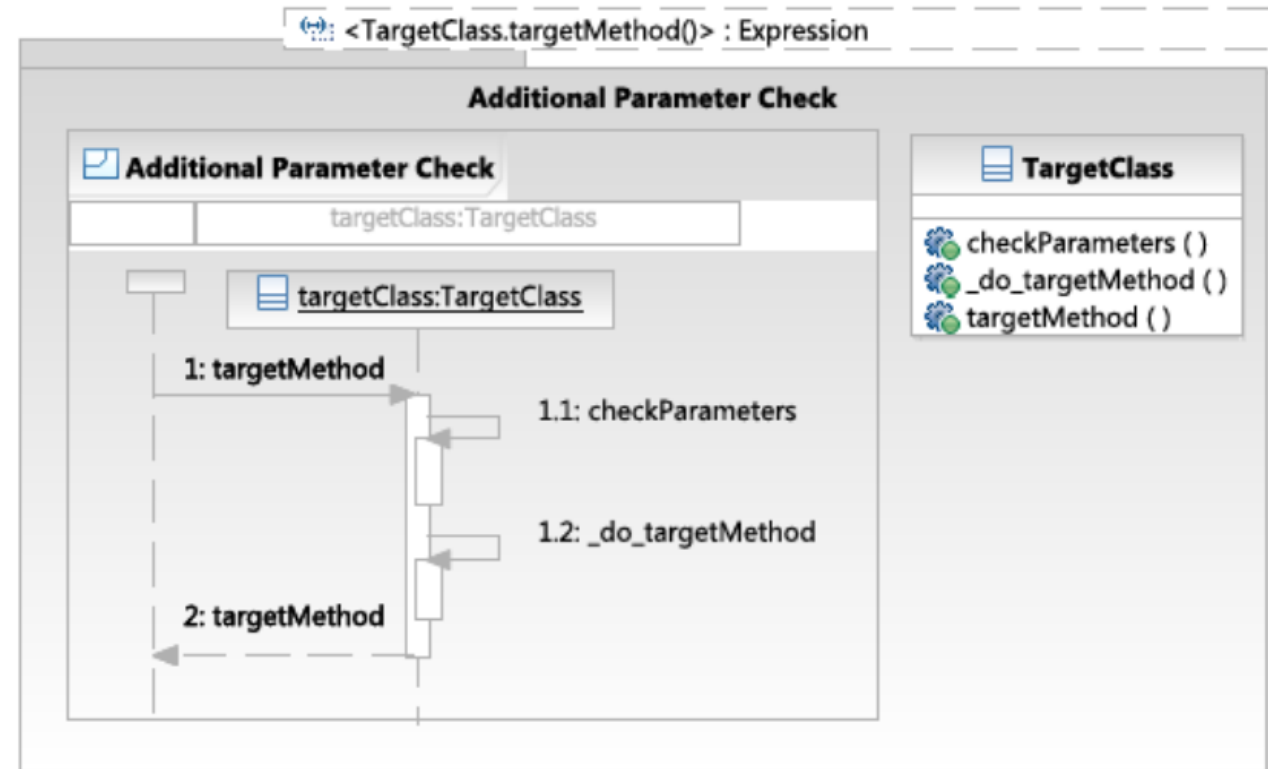 <TargetClass.targetMethod()> : Expression
Additional Parameter Check
Additional Parameter Check
targetClass:TargetClass
targetClass:TargetClass
1: targetMethod
1.1: checkParameters
1.2: _do_targetMethod
2: targetMethod
TargetClass
checkParameters ( )
_do_targetMethod ( )
targetMethod ( )